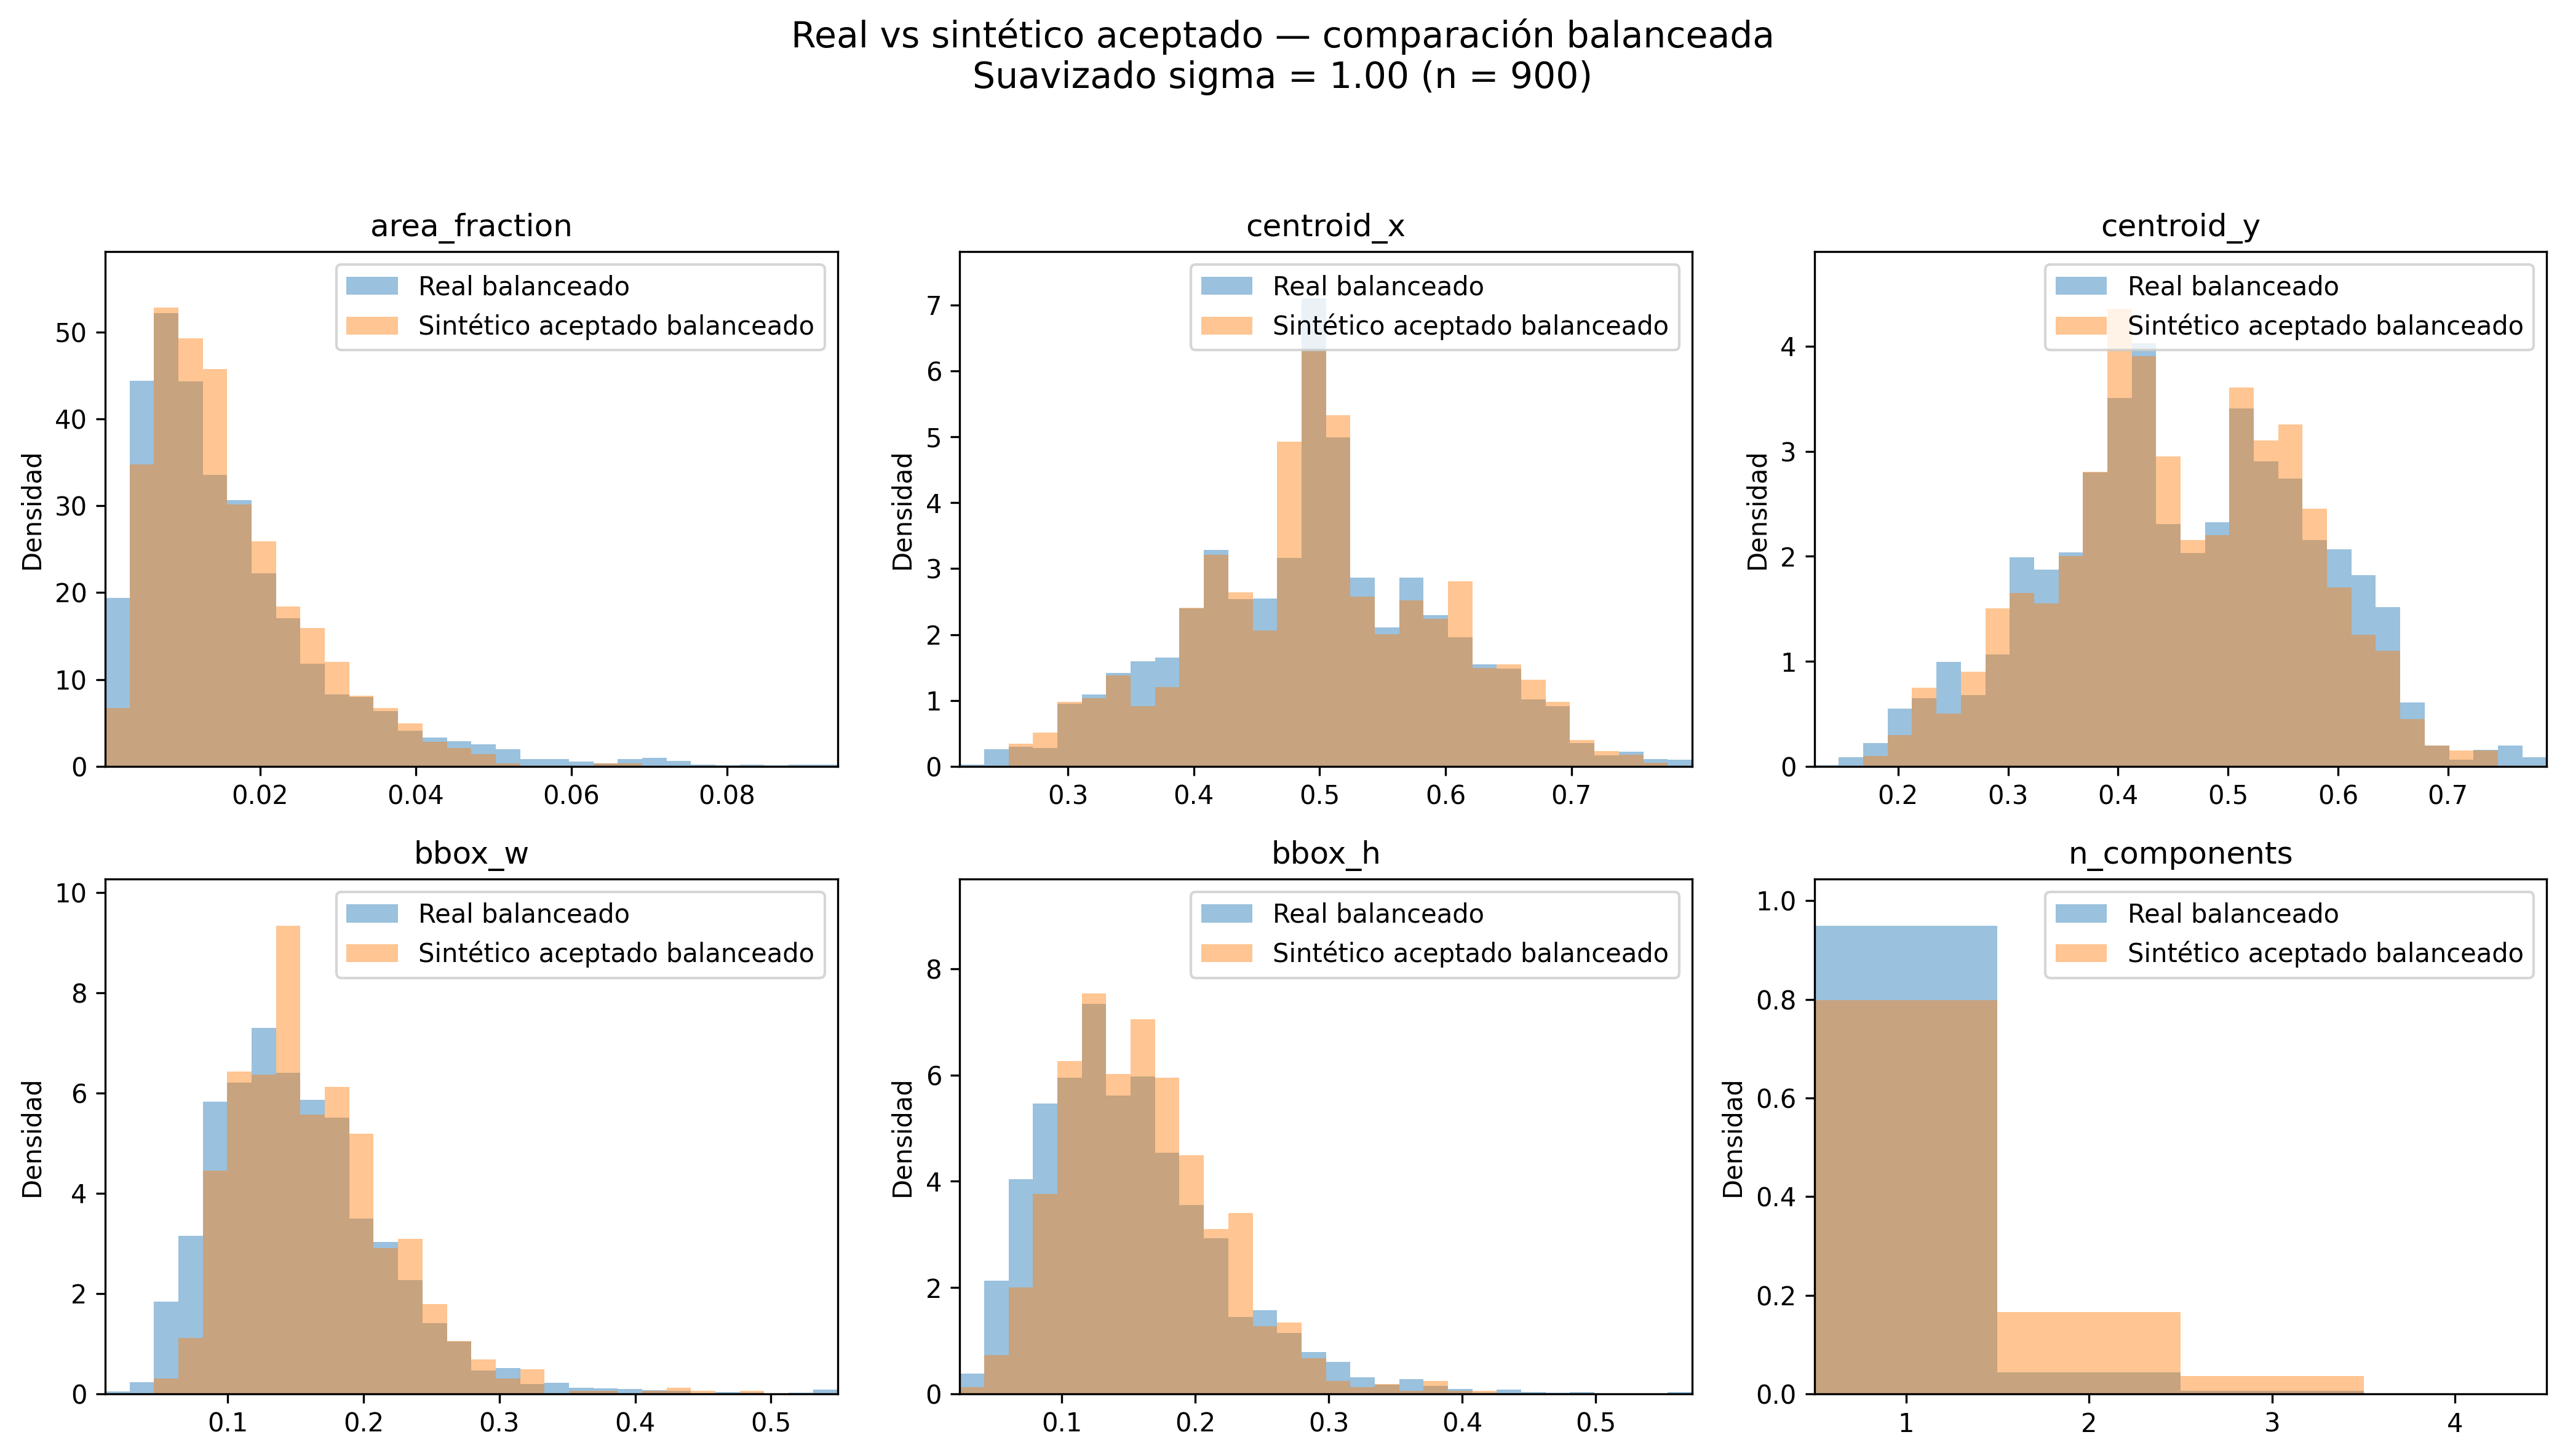 Real vs sintético aceptado — comparación balanceada
Suavizado sigma = 1.00 (n = 900)
area_fraction
Densidad
50
40
30
20
10
0
0.02 0.04 0.06 0.08
Real balanceado
Sintético aceptado balanceado
centroid_x
Densidad
7
6
5
4
3
2
1
0
0.3 0.4 0.5 0.6 0.7
Real balanceado
Sintético aceptado balanceado
centroid_y
Densidad
4
3
2
1
0
0.2 0.3 0.4 0.5 0.6 0.7
Real balanceado
Sintético aceptado balanceado
bbox_w
Densidad
10
8
6
4
2
0
0.1 0.2 0.3 0.4 0.5
Real balanceado
Sintético aceptado balanceado
bbox_h
Densidad
8
6
4
2
0
0.1 0.2 0.3 0.4 0.5
Real balanceado
Sintético aceptado balanceado
n_components
Densidad
1.0
0.8
0.6
0.4
0.2
0.0
1 2 3 4
Real balanceado
Sintético aceptado balanceado